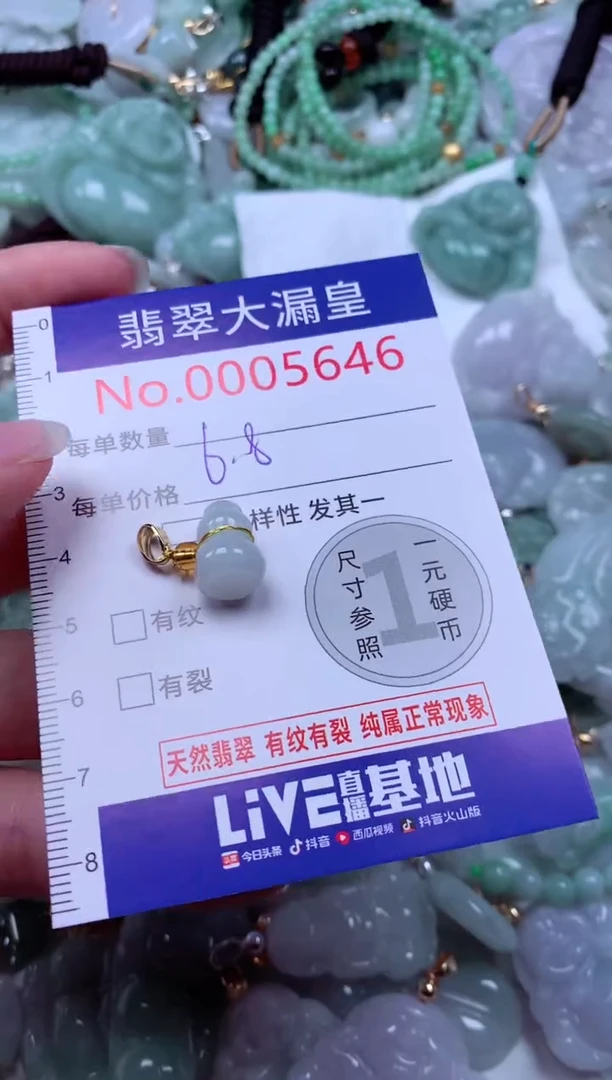 翡翠大漏皇
No.0005646
每单数量
6.8
每单价格
样性 发其一
有纹
有裂
尺寸参照
1
一元硬币
天然翡翠 有纹有裂 纯属正常现象
LiVE直播基地
头条 今日头条 抖音 西瓜视频 抖音火山版
0
1
3
4
5
6
7
8